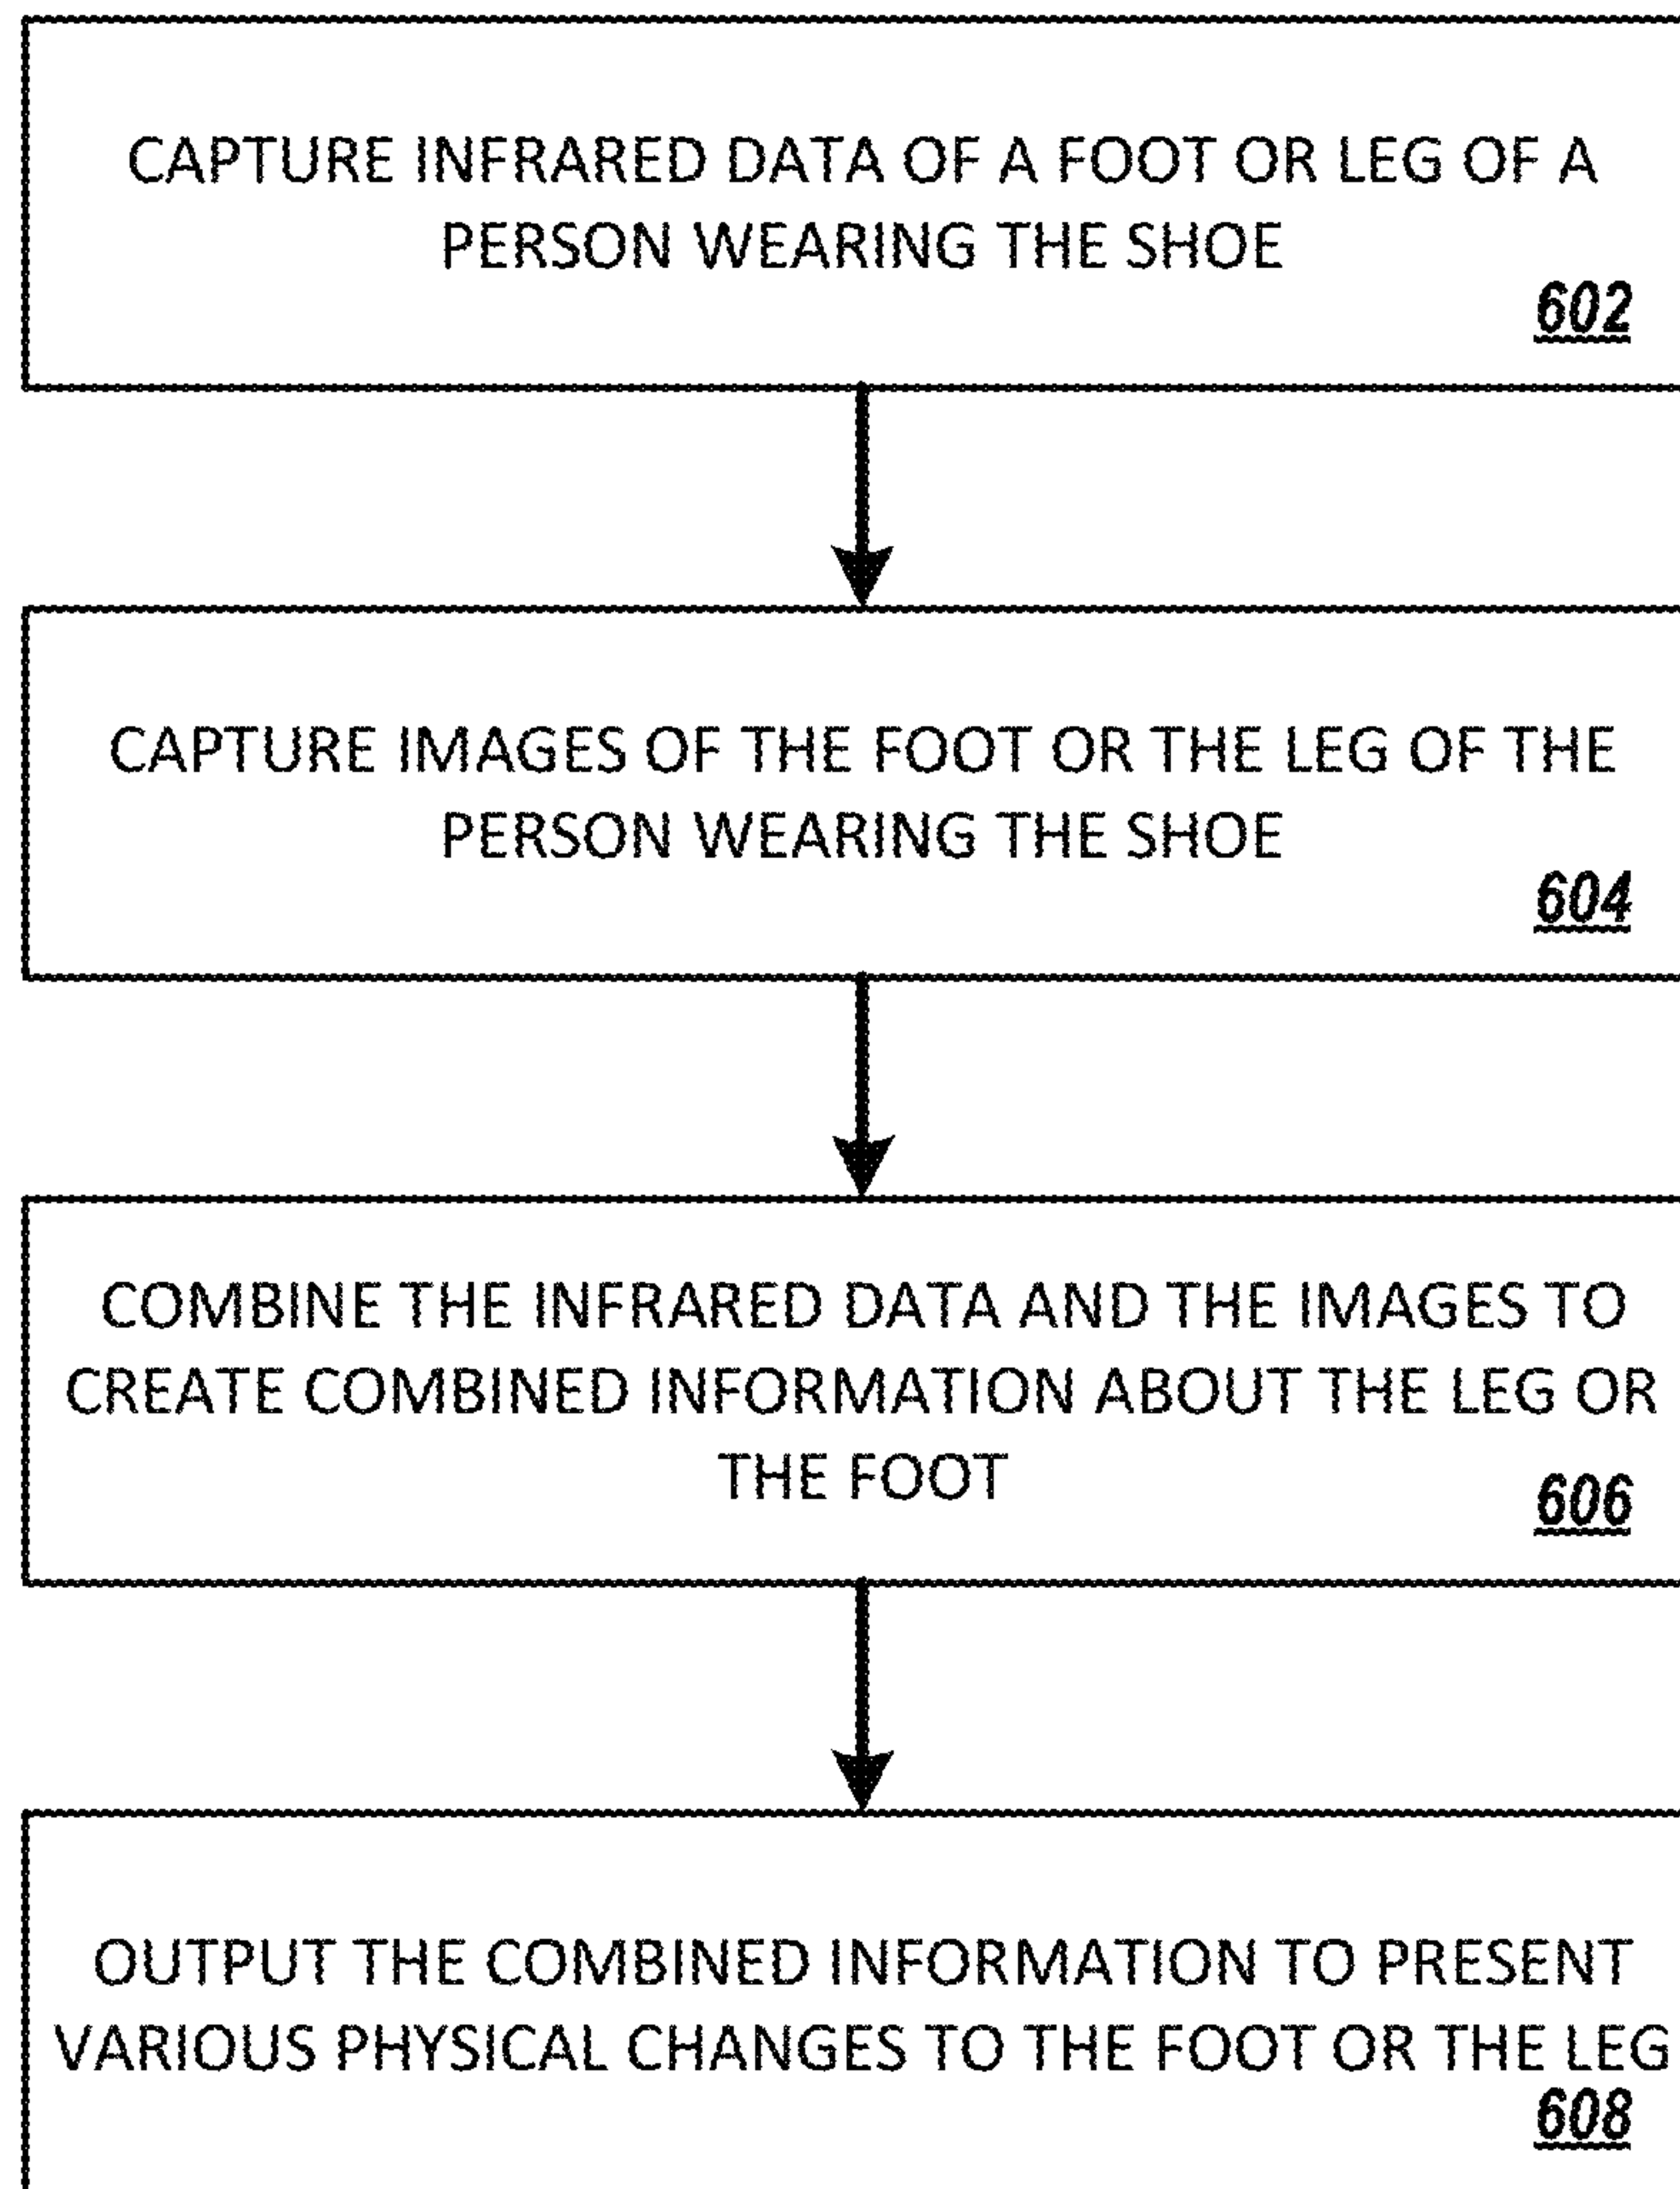 CAPTURE INFRARED DATA OF A FOOT OR LEG OF A
PERSON WEARING THE SHOE
602
CAPTURE IMAGES OF THE FOOT OR THE LEG OF THE
PERSON WEARING THE SHOE
604
COMBINE THE INFRARED DATA AND THE IMAGES TO
CREATE COMBINED INFORMATION ABOUT THE LEG OR
THE FOOT
606
OUTPUT THE COMBINED INFORMATION TO PRESENT
VARIOUS PHYSICAL CHANGES TO THE FOOT OR THE LEG
608